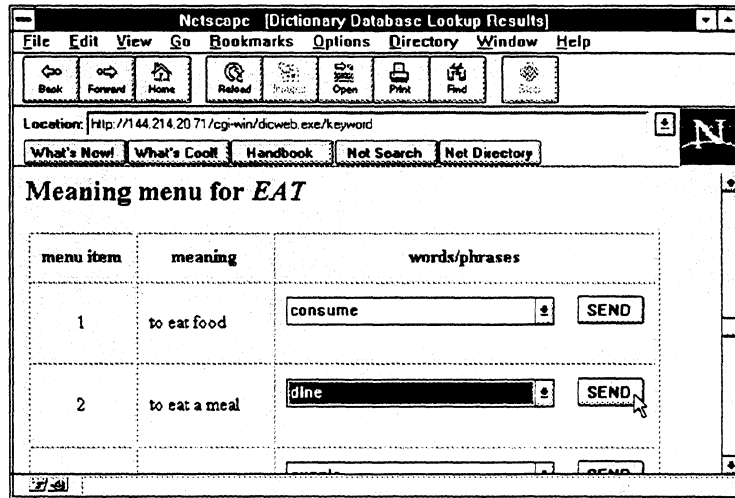 Netscape [Dictionary Database Lookup Results]
File Edit View Go Bookmarks Options Directory Window Help
Back Forward Home Reload Images Open Print Find Stop
Location: http://144.214.20.71/cgi-win/dicweb.exe/keyword
N
What's New! What's Cool! Handbook Net Search Net Directory
Meaning menu for EAT
menu item meaning words/phrases
1 to eat food consume SEND
2 to eat a meal dine SEND
SEND